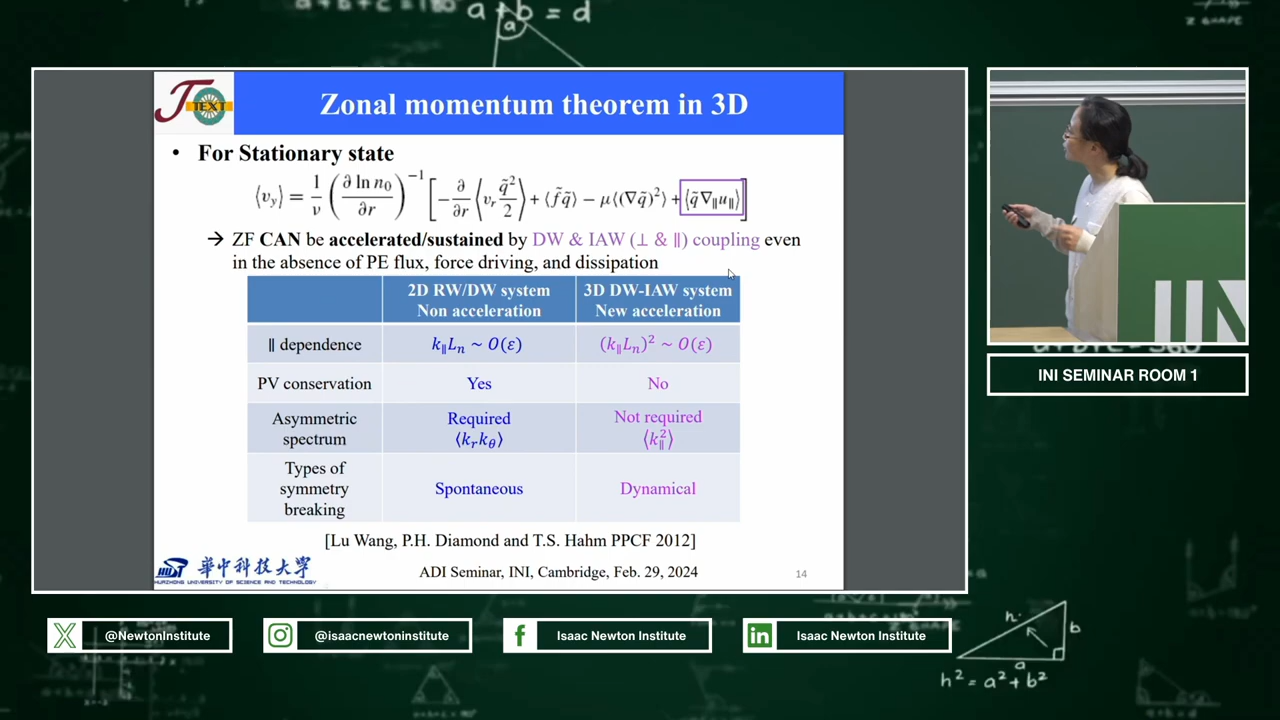 a + b = d
a
Z SHAPE
J TEXT
Zonal momentum theorem in 3D
• For Stationary state
⟨v_y⟩ = 1/ν (∂ ln n_0/∂r)^{-1} [−∂/∂r ⟨v_r q̃²/2⟩ + ⟨f̃q̃⟩ − μ⟨(∇q̃)²⟩ + ⟨q̃∇_∥u_∥⟩]
→ ZF CAN be accelerated/sustained by DW & IAW (⊥ & ∥) coupling even
in the absence of PE flux, force driving, and dissipation
2D RW/DW system
Non acceleration
3D DW-IAW system
New acceleration
∥ dependence
k_∥L_n ~ O(ε)
(k_∥L_n)² ~ O(ε)
PV conservation
Yes
No
Asymmetric
spectrum
Required
⟨k_r k_θ⟩
Not required
⟨k_∥²⟩
Types of
symmetry
breaking
Spontaneous
Dynamical
[Lu Wang, P.H. Diamond and T.S. Hahm PPCF 2012]
華中科技大學
HUAZHONG UNIVERSITY OF SCIENCE AND TECHNOLOGY
ADI Seminar, INI, Cambridge, Feb. 29, 2024
14
IN
INI SEMINAR ROOM 1
@NewtonInstitute
@isaacnewtoninstitute
Isaac Newton Institute
Isaac Newton Institute
h
b
a
h² = a² + b²